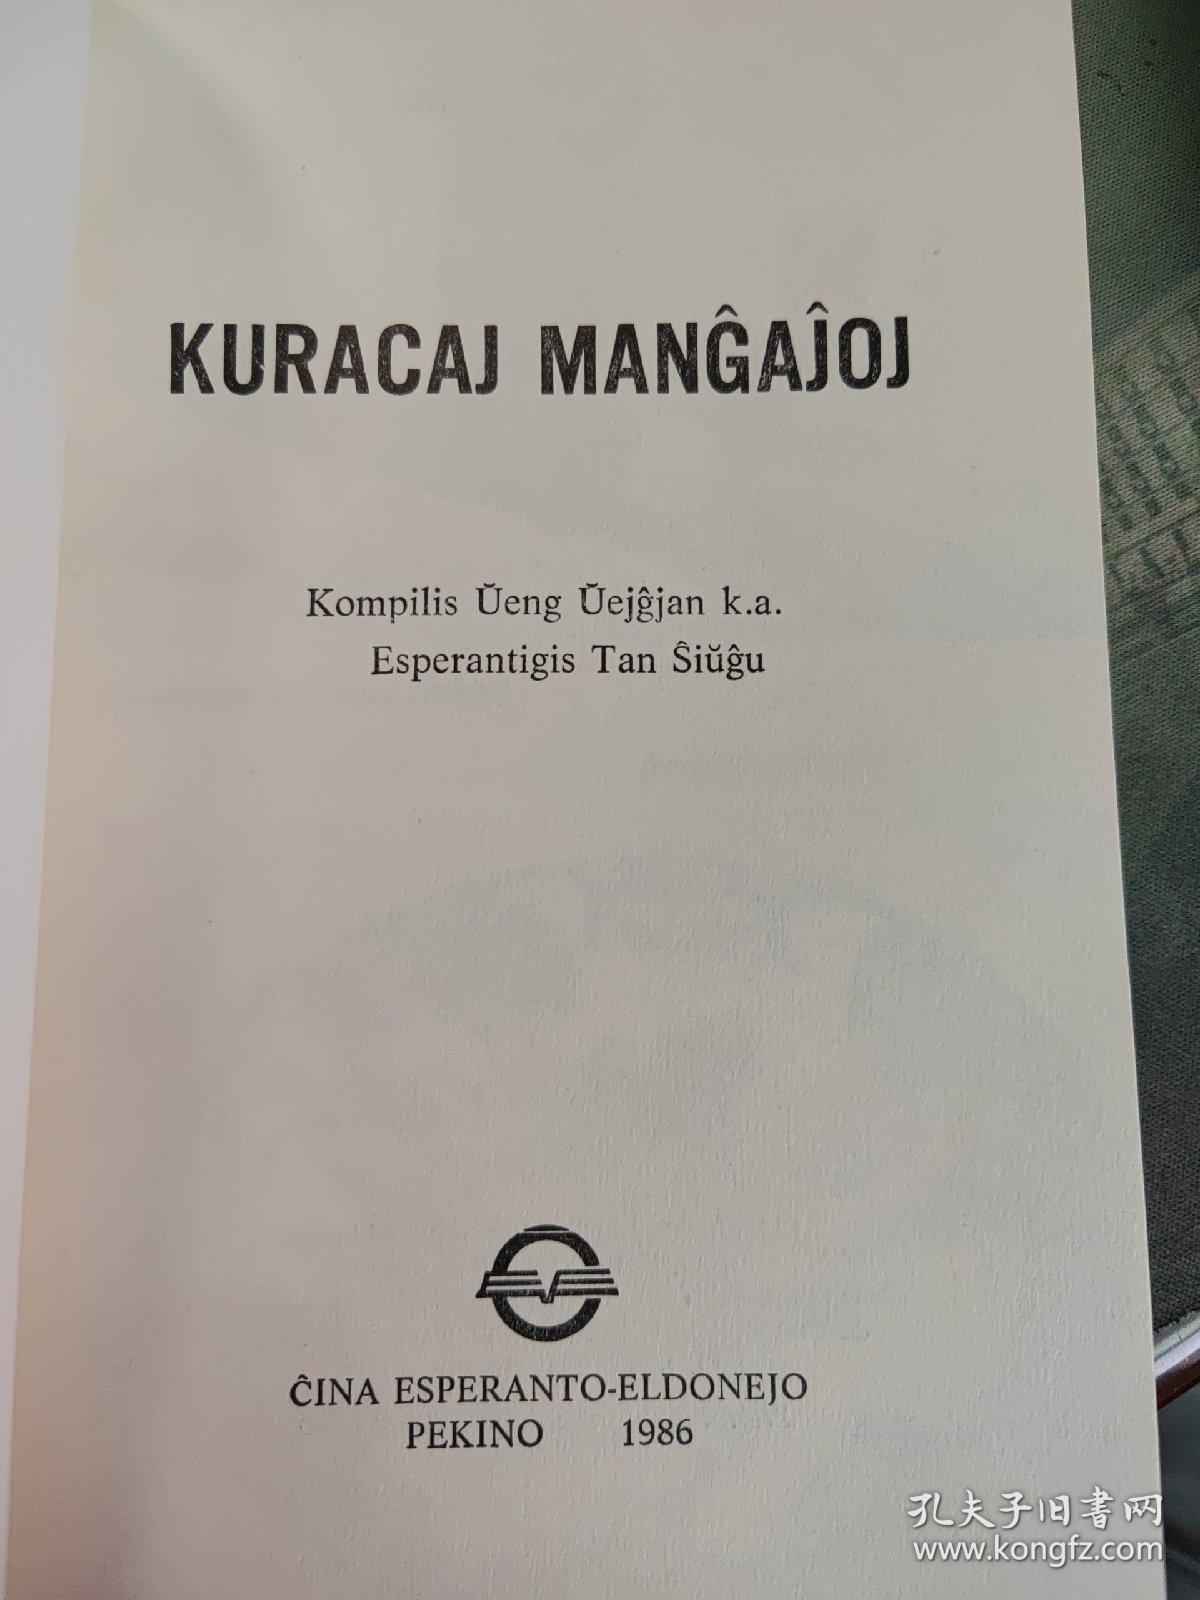 KURACAJ MANĜAĴOJ
Kompilis Ŭeng Ŭejĝjan k.a.
Esperantigis Tan Ŝiŭĝu
ĈINA ESPERANTO-ELDONEJO
PEKINO 1986
孔夫子旧书网
www.kongfz.com